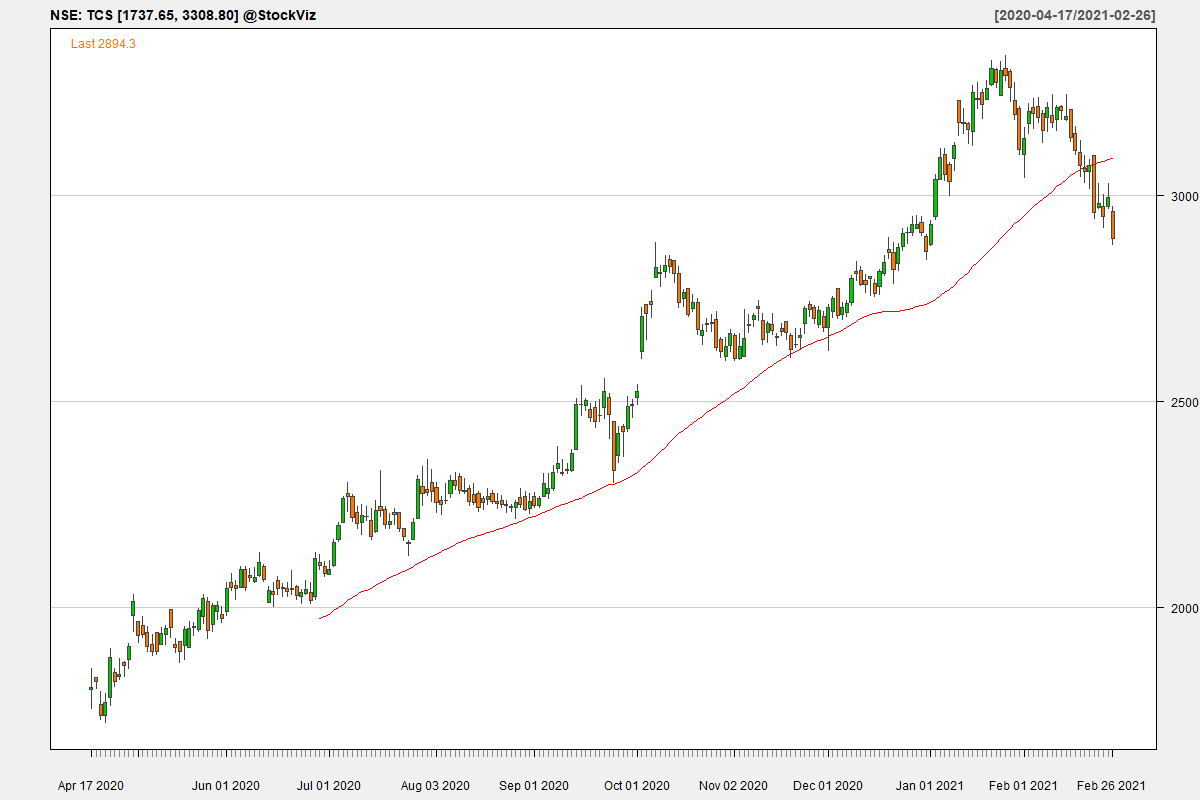 NSE: TCS [1737.65, 3308.80] @StockViz
[2020-04-17/2021-02-26]
Last 2894.3
3000
2500
2000
Apr 17 2020
Jun 01 2020
Jul 01 2020
Aug 03 2020
Sep 01 2020
Oct 01 2020
Nov 02 2020
Dec 01 2020
Jan 01 2021
Feb 01 2021
Feb 26 2021